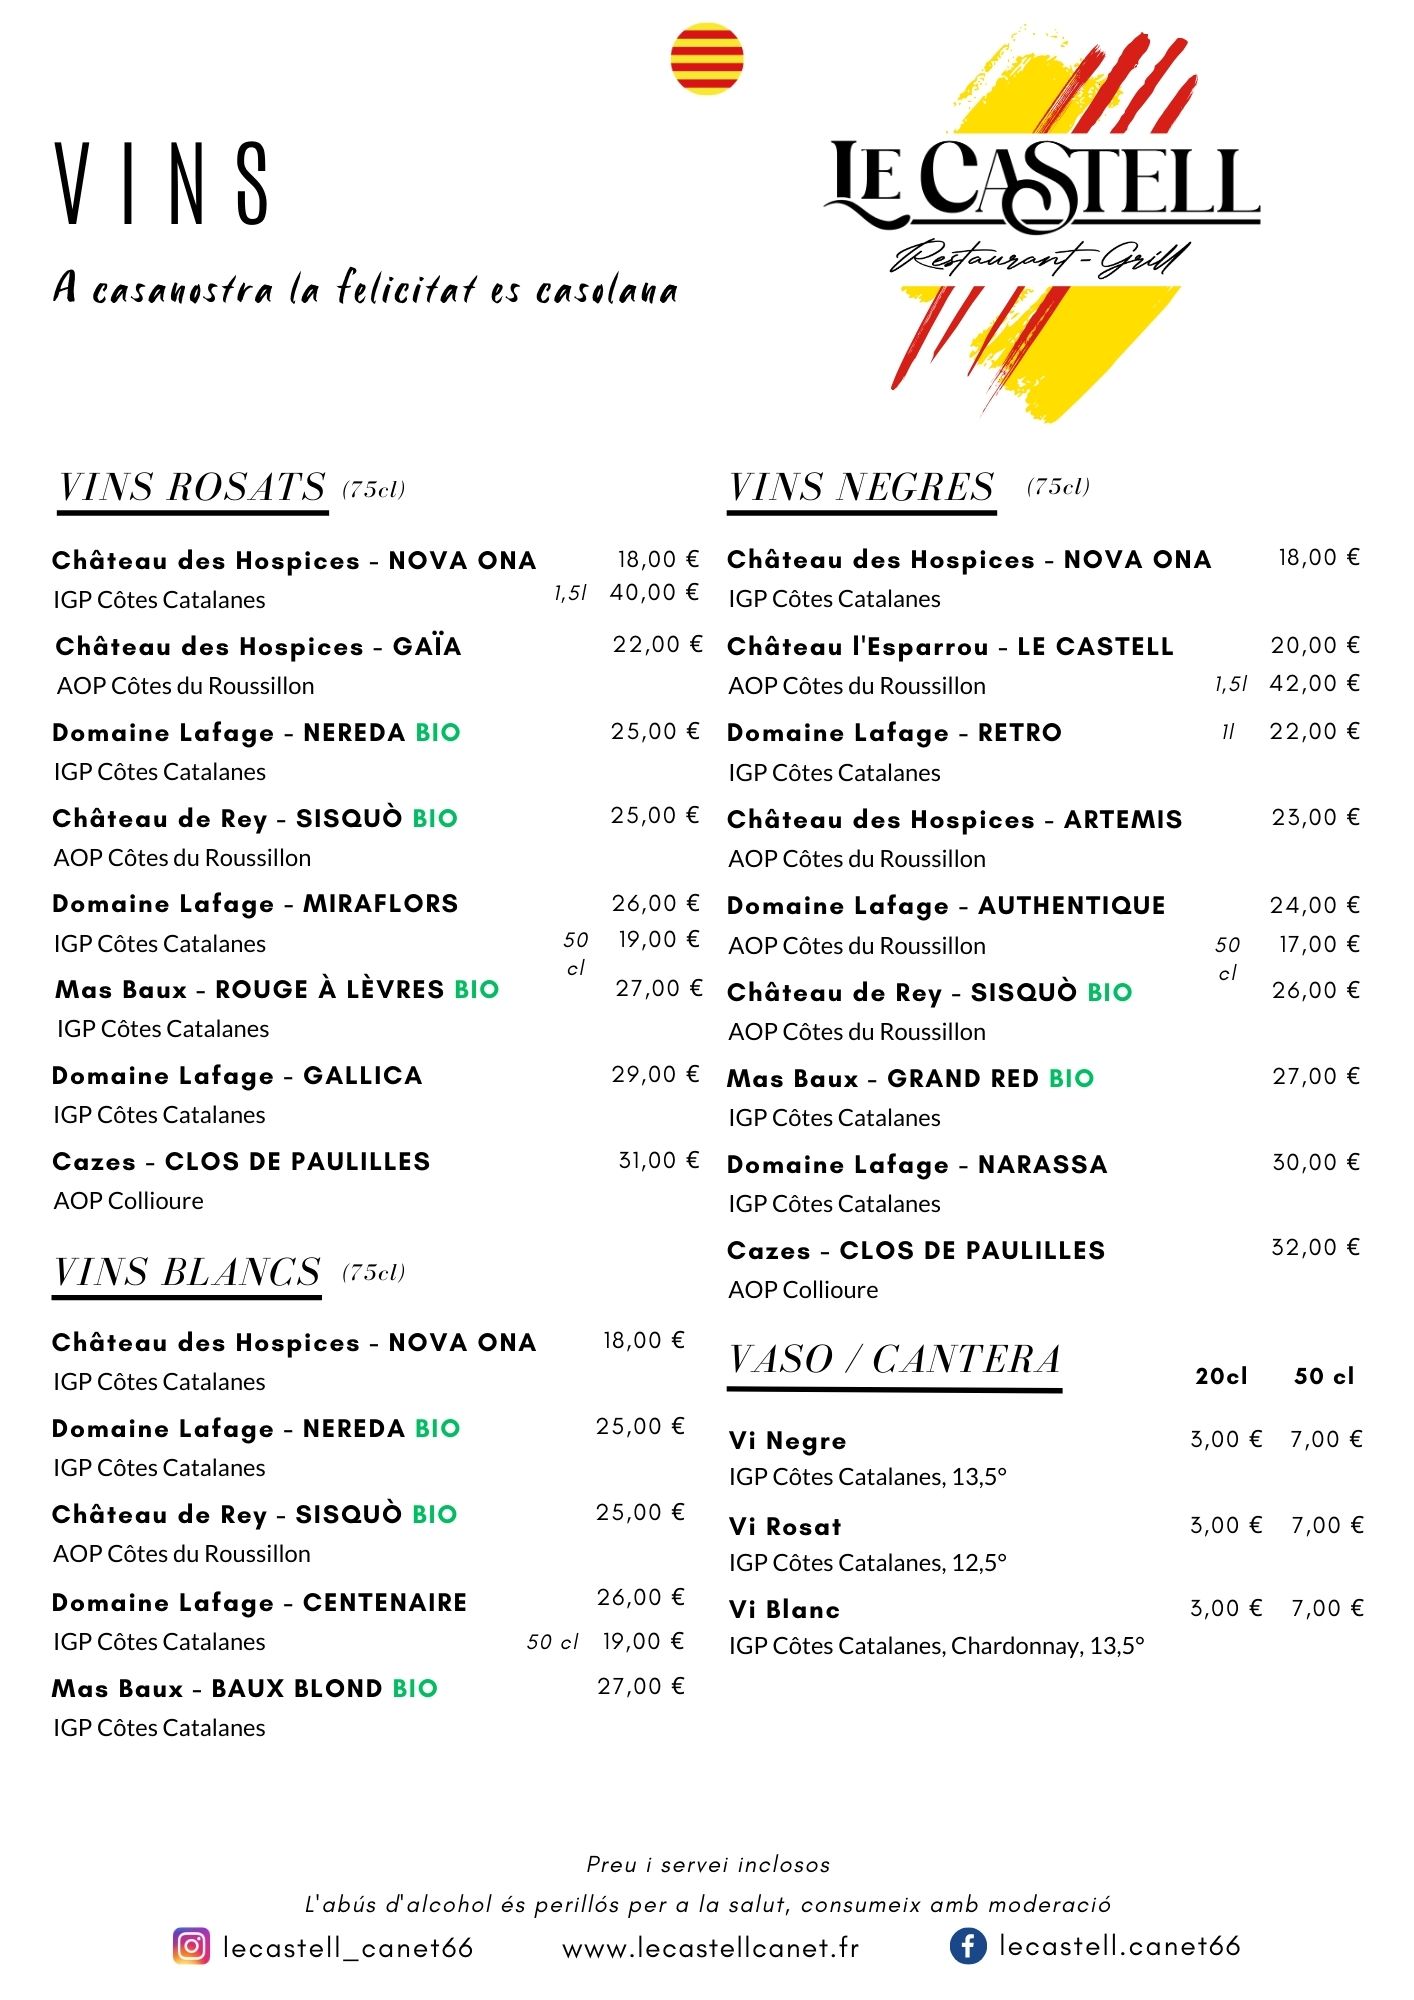 VINS
A casanostra la felicitat es casolana
LE CASTELL
Restaurant - Grill
VINS ROSATS (75cl)
Château des Hospices - NOVA ONA 18,00 €
IGP Côtes Catalanes 1,5l 40,00 €
Château des Hospices - GAÏA 22,00 €
AOP Côtes du Roussillon
Domaine Lafage - NEREDA BIO 25,00 €
IGP Côtes Catalanes
Château de Rey - SISQUÒ BIO 25,00 €
AOP Côtes du Roussillon
Domaine Lafage - MIRAFLORS 26,00 €
IGP Côtes Catalanes 50 cl 19,00 €
Mas Baux - ROUGE À LÈVRES BIO 27,00 €
IGP Côtes Catalanes
Domaine Lafage - GALLICA 29,00 €
IGP Côtes Catalanes
Cazes - CLOS DE PAULILLES 31,00 €
AOP Collioure
VINS BLANCS (75cl)
Château des Hospices - NOVA ONA 18,00 €
IGP Côtes Catalanes
Domaine Lafage - NEREDA BIO 25,00 €
IGP Côtes Catalanes
Château de Rey - SISQUÒ BIO 25,00 €
AOP Côtes du Roussillon
Domaine Lafage - CENTENAIRE 26,00 €
IGP Côtes Catalanes 50 cl 19,00 €
Mas Baux - BAUX BLOND BIO 27,00 €
IGP Côtes Catalanes
VINS NEGRES (75cl)
Château des Hospices - NOVA ONA 18,00 €
IGP Côtes Catalanes
Château l'Esparrou - LE CASTELL 20,00 €
AOP Côtes du Roussillon 1,5l 42,00 €
Domaine Lafage - RETRO 1l 22,00 €
IGP Côtes Catalanes
Château des Hospices - ARTEMIS 23,00 €
AOP Côtes du Roussillon
Domaine Lafage - AUTHENTIQUE 24,00 €
AOP Côtes du Roussillon 50 cl 17,00 €
Château de Rey - SISQUÒ BIO 26,00 €
AOP Côtes du Roussillon
Mas Baux - GRAND RED BIO 27,00 €
IGP Côtes Catalanes
Domaine Lafage - NARASSA 30,00 €
IGP Côtes Catalanes
Cazes - CLOS DE PAULILLES 32,00 €
AOP Collioure
VASO / CANTERA 20cl 50 cl
Vi Negre 3,00 € 7,00 €
IGP Côtes Catalanes, 13,5°
Vi Rosat 3,00 € 7,00 €
IGP Côtes Catalanes, 12,5°
Vi Blanc 3,00 € 7,00 €
IGP Côtes Catalanes, Chardonnay, 13,5°
Preu i servei inclosos
L'abús d'alcohol és perillós per a la salut, consumeix amb moderació
lecastell_canet66 www.lecastellcanet.fr lecastell.canet66